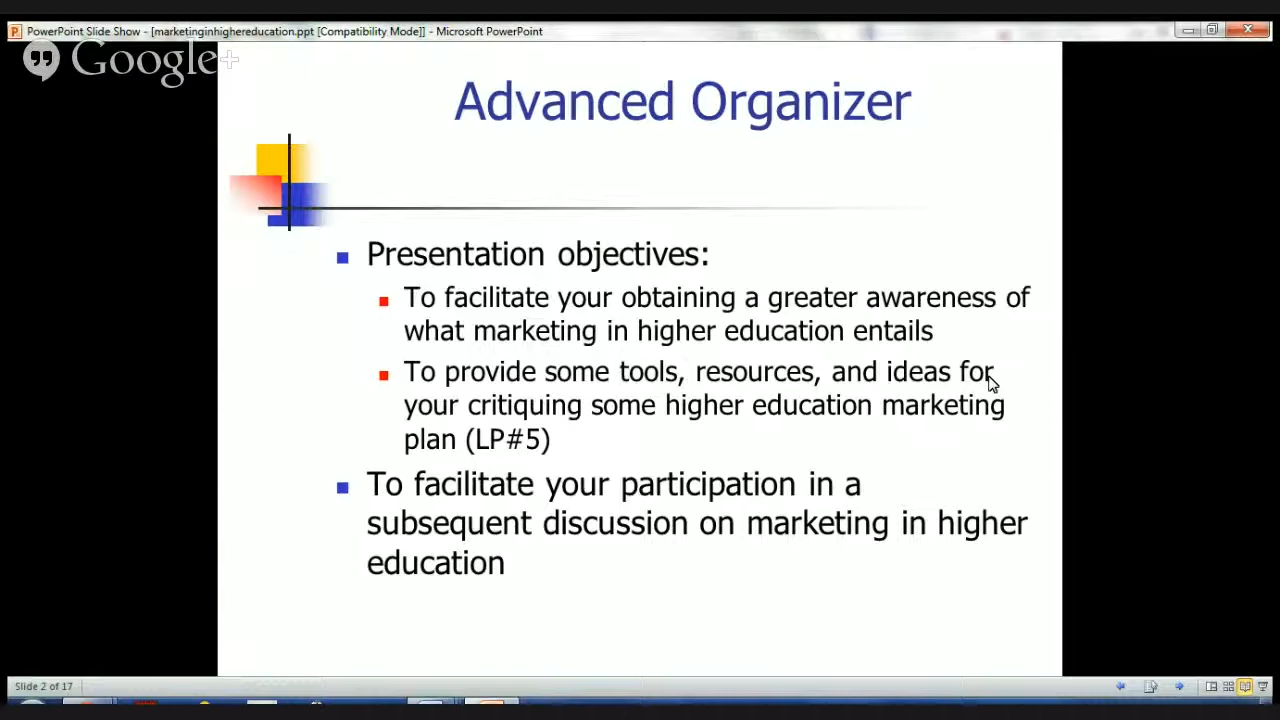 PowerPoint Slide Show - [marketinginhighereducation.ppt [Compatibility Mode]] - Microsoft PowerPoint
Google+
Advanced Organizer
Presentation objectives:
To facilitate your obtaining a greater awareness of
what marketing in higher education entails
To provide some tools, resources, and ideas for
your critiquing some higher education marketing
plan (LP#5)
To facilitate your participation in a
subsequent discussion on marketing in higher
education
Slide 2 of 17